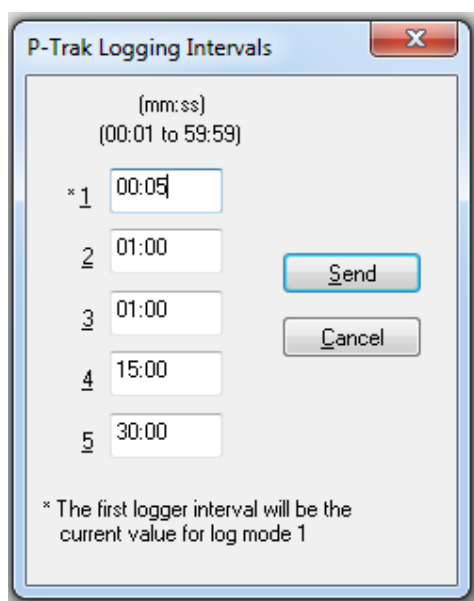 P-Trak Logging Intervals
(mm:ss)
(00:01 to 59:59)
* 1 00:05
2 01:00
Send
3 01:00
Cancel
4 15:00
5 30:00
* The first logger interval will be the
current value for log mode 1